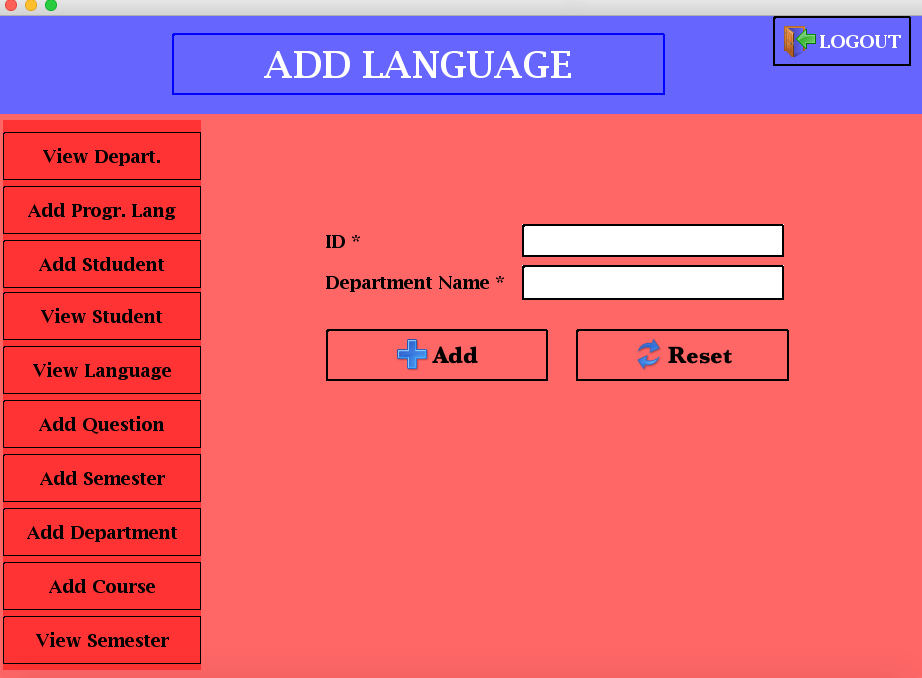 ADD LANGUAGE
LOGOUT
View Depart.
Add Progr. Lang
Add Stdudent
View Student
View Language
Add Question
Add Semester
Add Department
Add Course
View Semester
ID *
Department Name *
Add
Reset